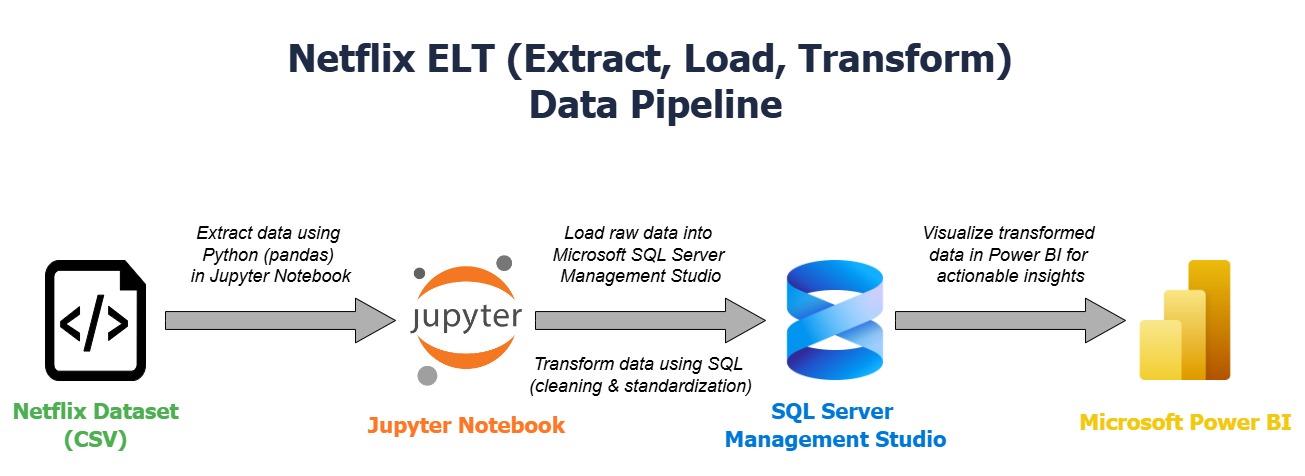 Netflix ELT (Extract, Load, Transform)
Data Pipeline
Extract data using
Python (pandas)
in Jupyter Notebook
Load raw data into
Microsoft SQL Server
Management Studio
Visualize transformed
data in Power BI for
actionable insights
</>
jupyter
Transform data using SQL
(cleaning & standardization)
Netflix Dataset
(CSV)
Jupyter Notebook
SQL Server
Management Studio
Microsoft Power BI